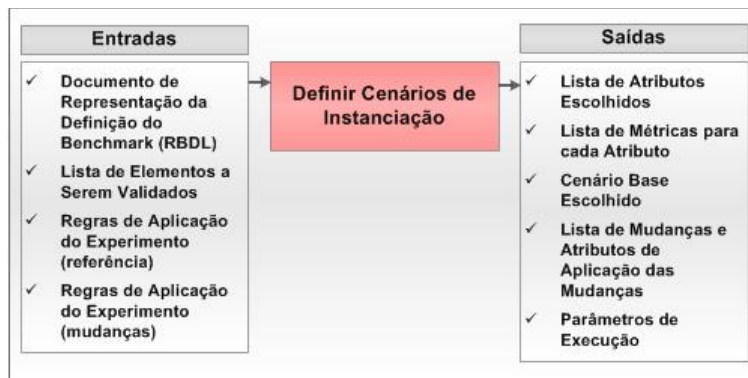 Entradas
✓ Documento de
Representação da
Definição do
Benchmark (RBDL)
✓ Lista de Elementos a
Serem Validados
✓ Regras de Aplicação
do Experimento
(referência)
✓ Regras de Aplicação
do Experimento
(mudanças)
Definir Cenários de
Instanciação
Saídas
✓ Lista de Atributos
Escolhidos
✓ Lista de Métricas para
cada Atributo
✓ Cenário Base
Escolhido
✓ Lista de Mudanças e
Atributos de
Aplicação das
Mudanças
✓ Parâmetros de
Execução